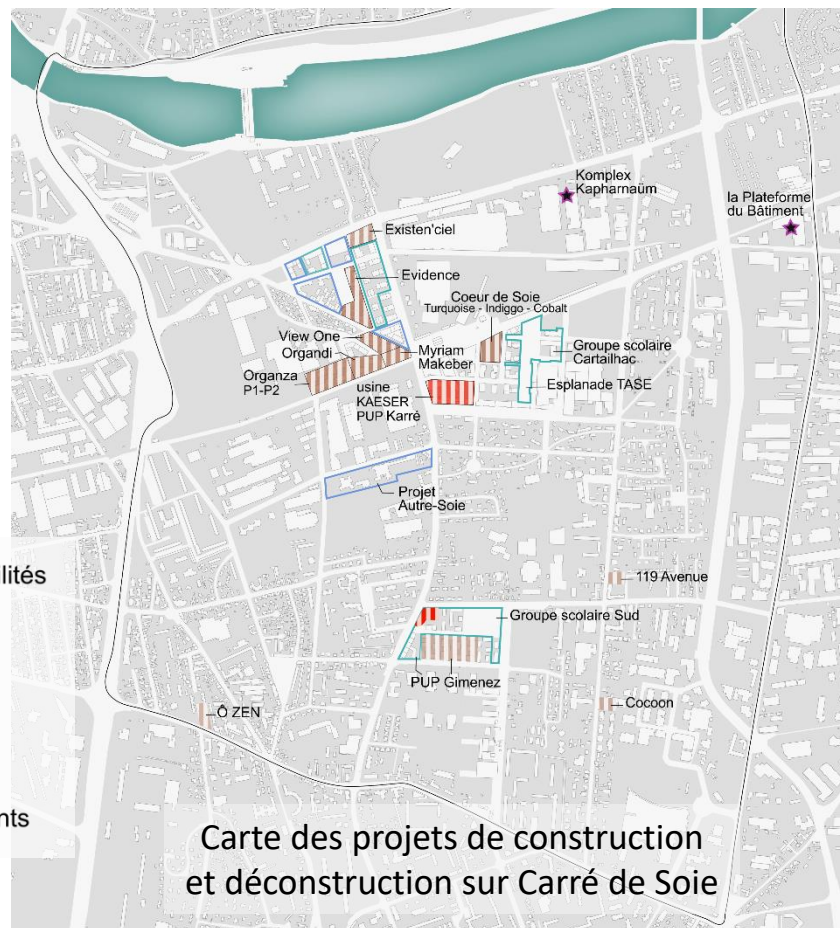 Komplex
Kapharnaüm
la Plateforme
du Bâtiment
Existen'ciel
Evidence
Coeur de Soie
Turquoise - Indiggo - Cobalt
View One
Organdi
Myriam
Makeber
Groupe scolaire
Cartailhac
Organza
P1-P2
usine
KAESER
PUP Karré
Esplanade TASE
Projet
Autre-Soie
119 Avenue
Groupe scolaire Sud
PUP Gimenez
Cocoon
Ô ZEN
Carte des projets de construction
et déconstruction sur Carré de Soie